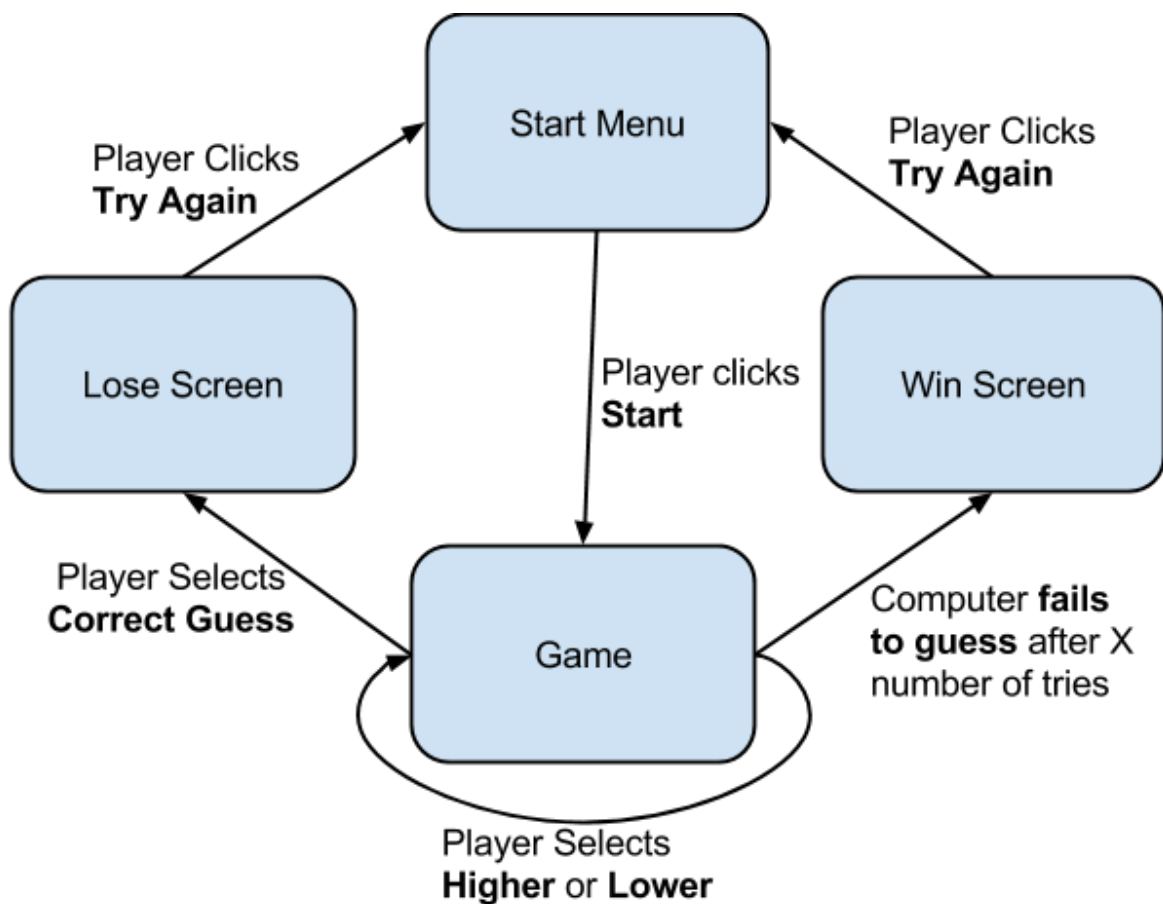 Start Menu
Player Clicks
Try Again
Player Clicks
Try Again
Lose Screen
Player clicks
Start
Win Screen
Player Selects
Correct Guess
Game
Computer fails
to guess after X
number of tries
Player Selects
Higher or Lower